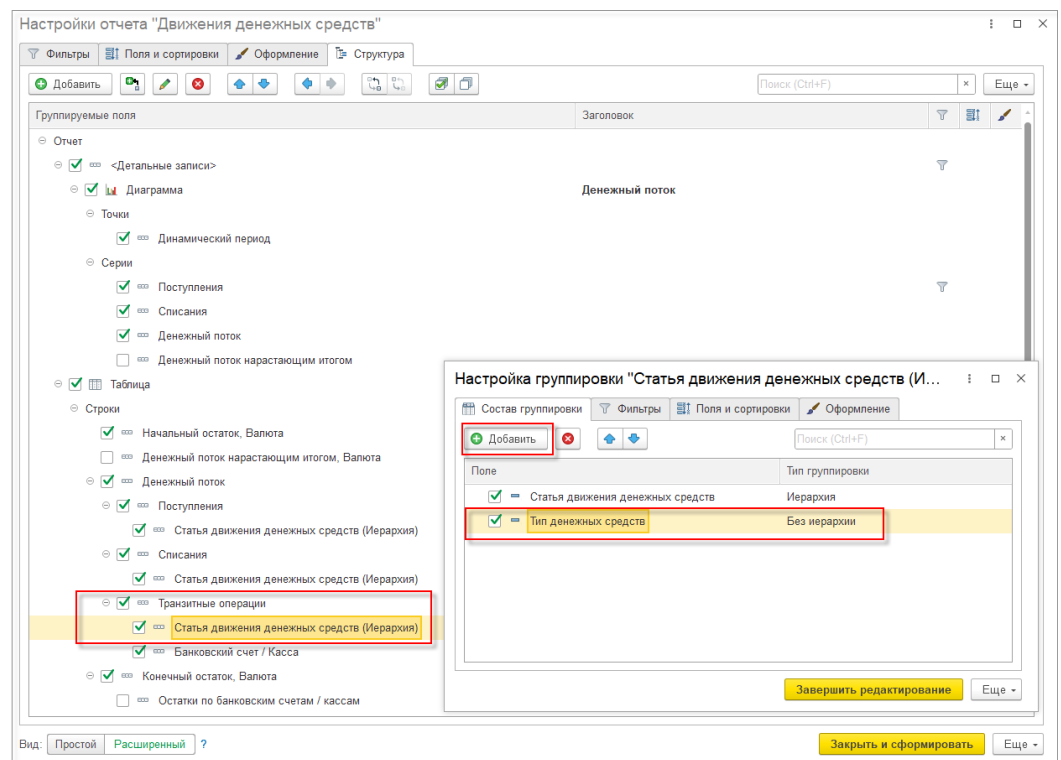 Настройки отчета "Движения денежных средств"
Фильтры Поля и сортировки Оформление Структура
Добавить Поиск (Ctrl+F) × Еще
Группируемые поля Заголовок
Отчет
<Детальные записи>
Диаграмма Денежный поток
Точки
Динамический период
Серии
Поступления
Списания
Денежный поток
Денежный поток нарастающим итогом
Таблица
Строки
Начальный остаток, Валюта
Денежный поток нарастающим итогом, Валюта
Денежный поток
Поступления
Статья движения денежных средств (Иерархия)
Списания
Статья движения денежных средств (Иерархия)
Транзитные операции
Статья движения денежных средств (Иерархия)
Банковский счет / Касса
Конечный остаток, Валюта
Остатки по банковским счетам / кассам
Настройка группировки "Статья движения денежных средств (И...
Состав группировки Фильтры Поля и сортировки Оформление
Добавить Поиск (Ctrl+F) ×
Поле Тип группировки
Статья движения денежных средств Иерархия
Тип денежных средств Без иерархии
Завершить редактирование Еще
Вид: Простой Расширенный ? Закрыть и сформировать Еще